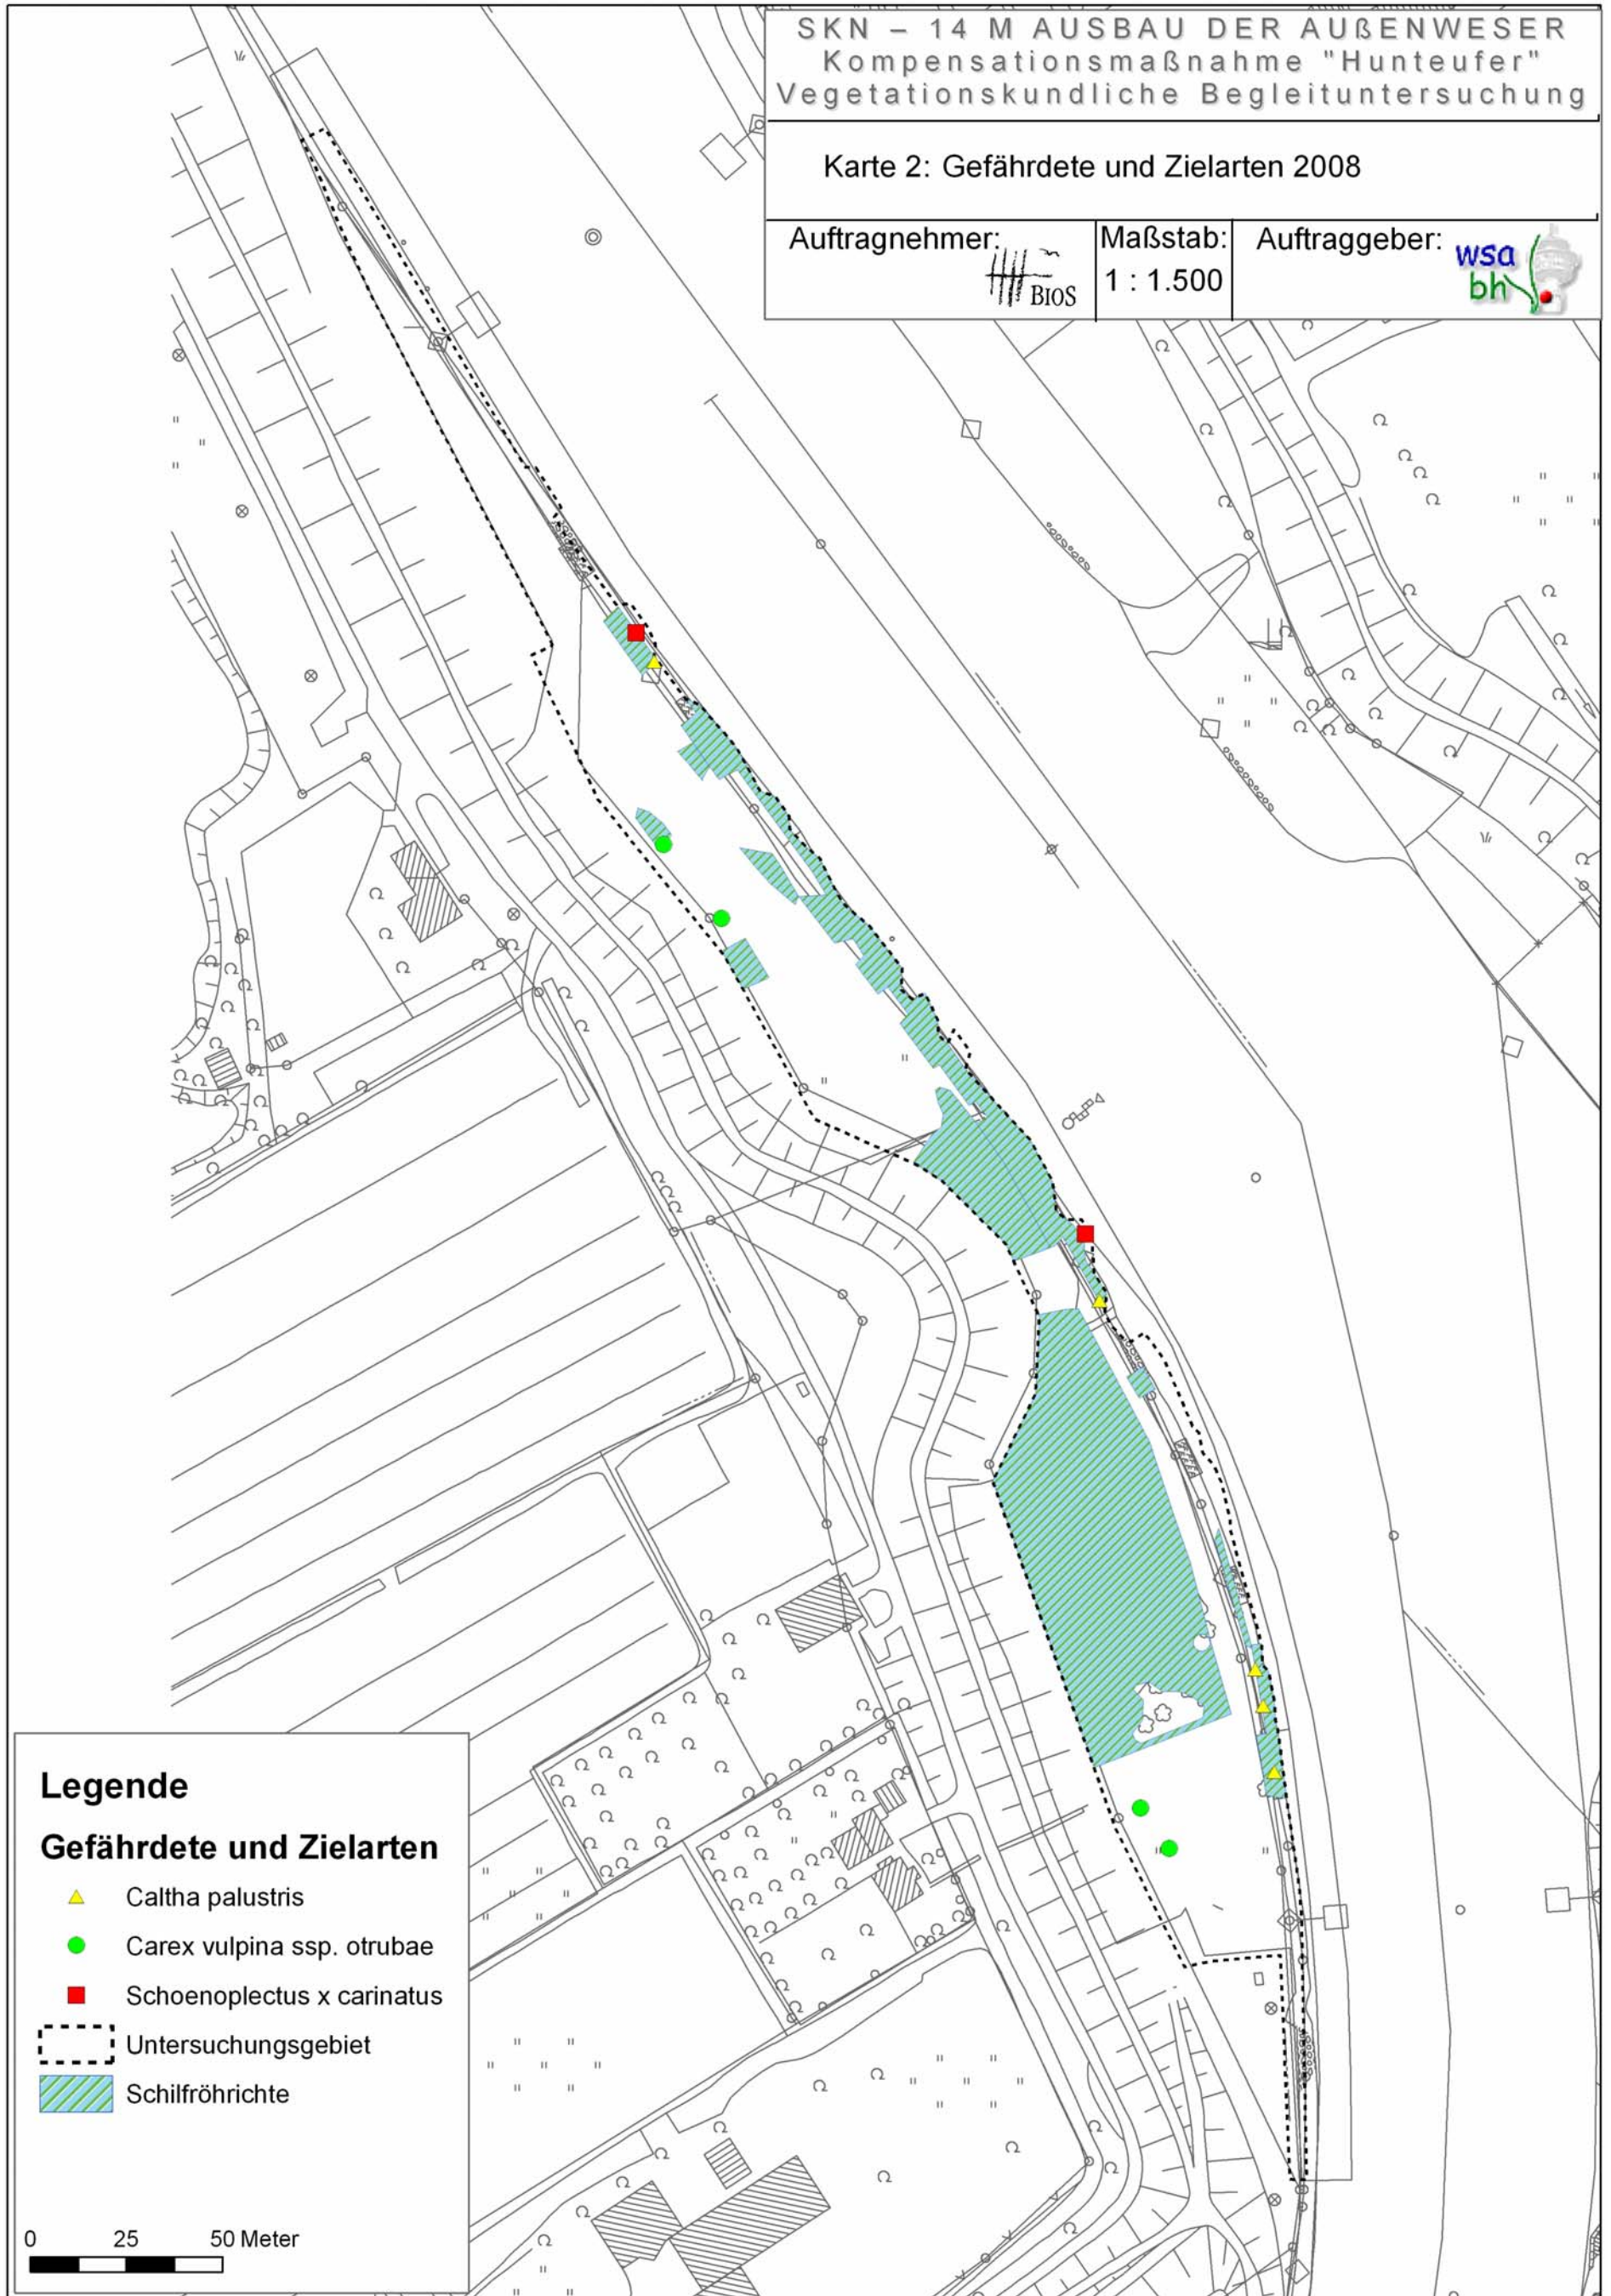 SKN – 14 M AUSBAU DER AUßENWESER
Kompensationsmaßnahme "Hunteufer"
Vegetationskundliche Begleituntersuchung
Karte 2: Gefährdete und Zielarten 2008
Auftragnehmer:
BIOS
Maßstab:
1 : 1.500
Auftraggeber:
wsa
bh
Legende
Gefährdete und Zielarten
Caltha palustris
Carex vulpina ssp. otrubae
Schoenoplectus x carinatus
Untersuchungsgebiet
Schilfröhrichte
0 25 50 Meter